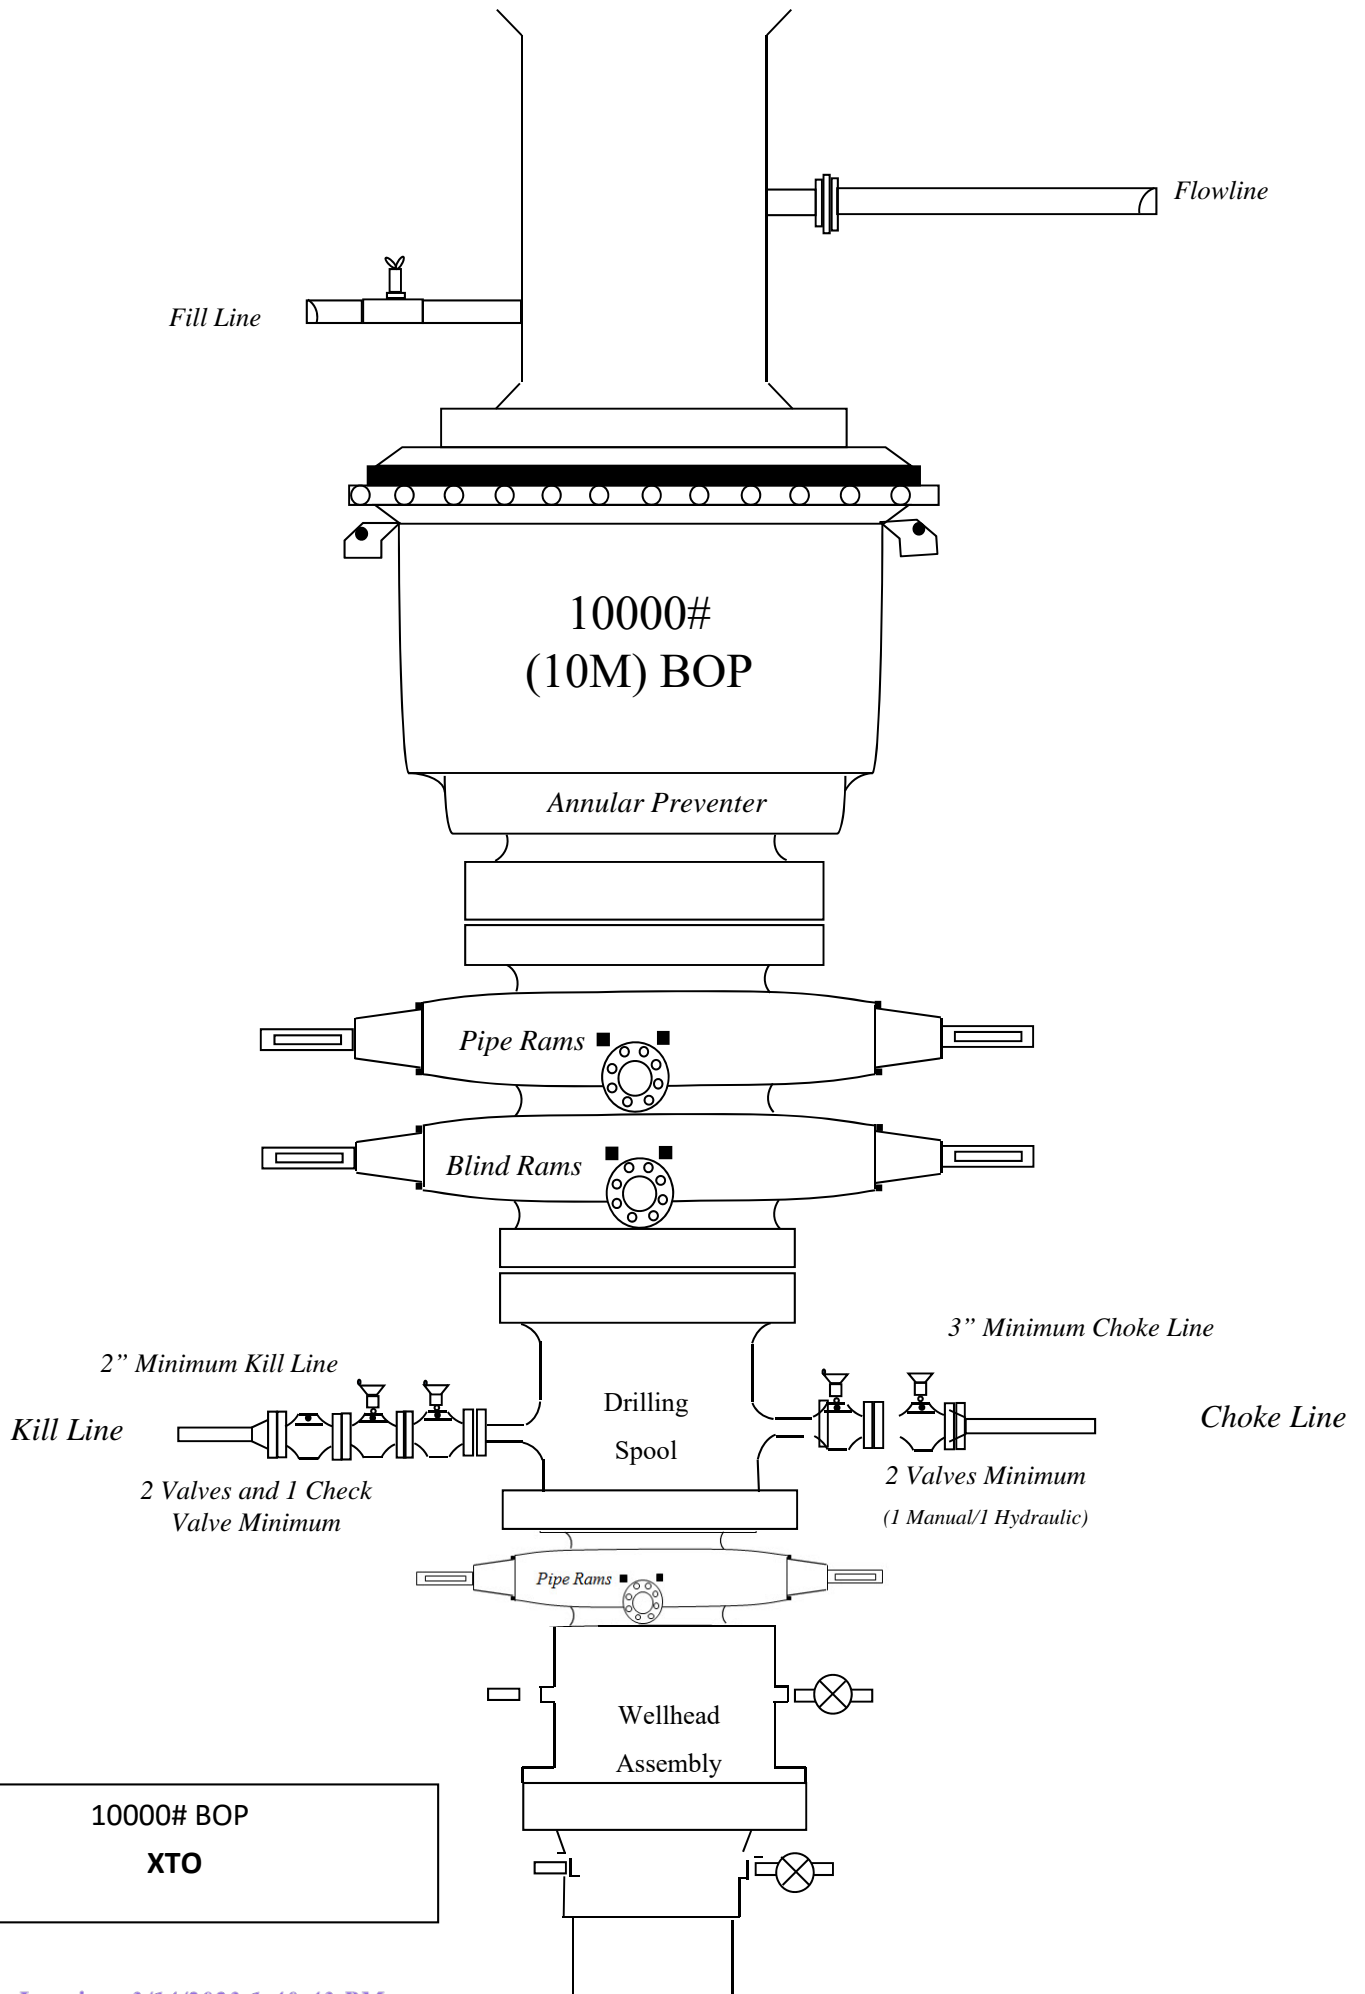 Flowline
Fill Line
10000#
(10M) BOP
Annular Preventer
Pipe Rams
Blind Rams
3” Minimum Choke Line
2” Minimum Kill Line
Drilling
Spool
Kill Line
Choke Line
2 Valves and 1 Check
Valve Minimum
2 Valves Minimum
(1 Manual/1 Hydraulic)
Pipe Rams
Wellhead
Assembly
10000# BOP
XTO